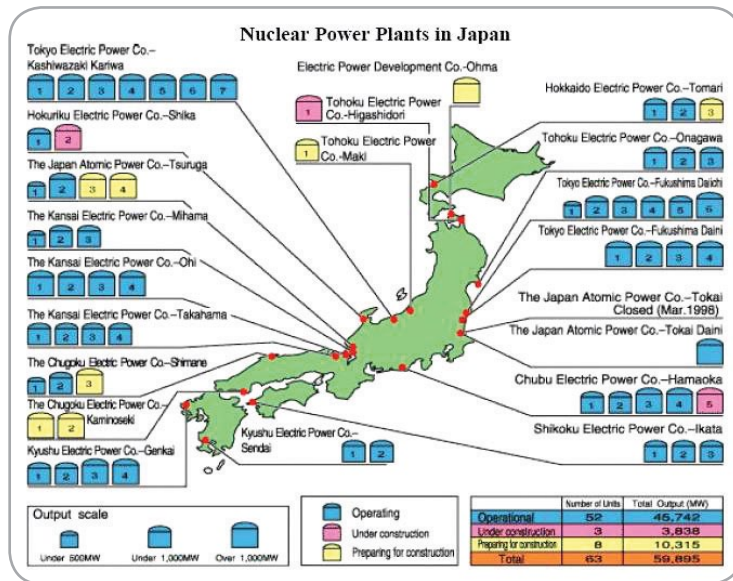 Nuclear Power Plants in Japan
Tokyo Electric Power Co.–
Kashiwazaki Kariwa
1 2 3 4 5 6 7
Hokuriku Electric Power Co.–Shika
1 2
The Japan Atomic Power Co.–Tsuruga
1 2 3 4
The Kansai Electric Power Co.–Mihama
1 2 3
The Kansai Electric Power Co.–Ohi
1 2 3 4
The Kansai Electric Power Co.–Takahama
1 2 3 4
The Chugoku Electric Power Co.–Shimane
1 2 3
The Chugoku Electric Power Co.–
Kaminoseki
1 2
Kyushu Electric Power Co.–Genkai
1 2 3 4
Electric Power Development Co.-Ohma
1 Tohoku Electric Power
Co.-Higashidori
1 Tohoku Electric Power
Co.-Maki
Kyushu Electric Power Co.–
Sendai
1 2
Hokkaido Electric Power Co.–Tomari
1 2 3
Tohoku Electric Power Co.–Onagawa
1 2 3
Tokyo Electric Power Co.–Fukushima Daiichi
1 2 3 4 5 6
Tokyo Electric Power Co.–Fukushima Daini
1 2 3 4
The Japan Atomic Power Co.–Tokai
Closed (Mar.1998)
The Japan Atomic Power Co.–Tokai Daini
Chubu Electric Power Co.–Hamaoka
1 2 3 4 5
Shikoku Electric Power Co.–Ikata
1 2 3
Output scale
Under 500MW Under 1,000MW Over 1,000MW
Operating
Under construction
Preparing for construction
Number of Units Total Output (MW)
Operational 52 45,742
Under construction 3 3,838
Preparing for construction 8 10,315
Total 63 59,895